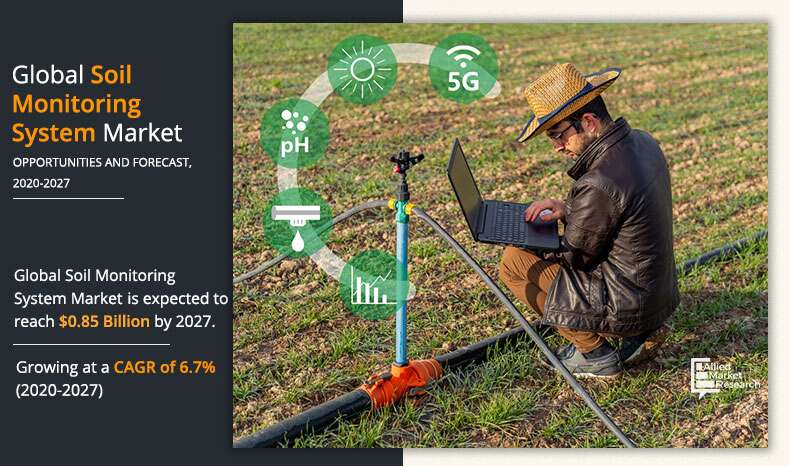 Global Soil
Monitoring
System Market
OPPORTUNITIES AND FORECAST,
2020-2027
Global Soil Monitoring
System Market is expected to
reach $0.85 Billion by 2027.
Growing at a CAGR of 6.7%
(2020-2027)
5G
pH
Allied
Market
Research